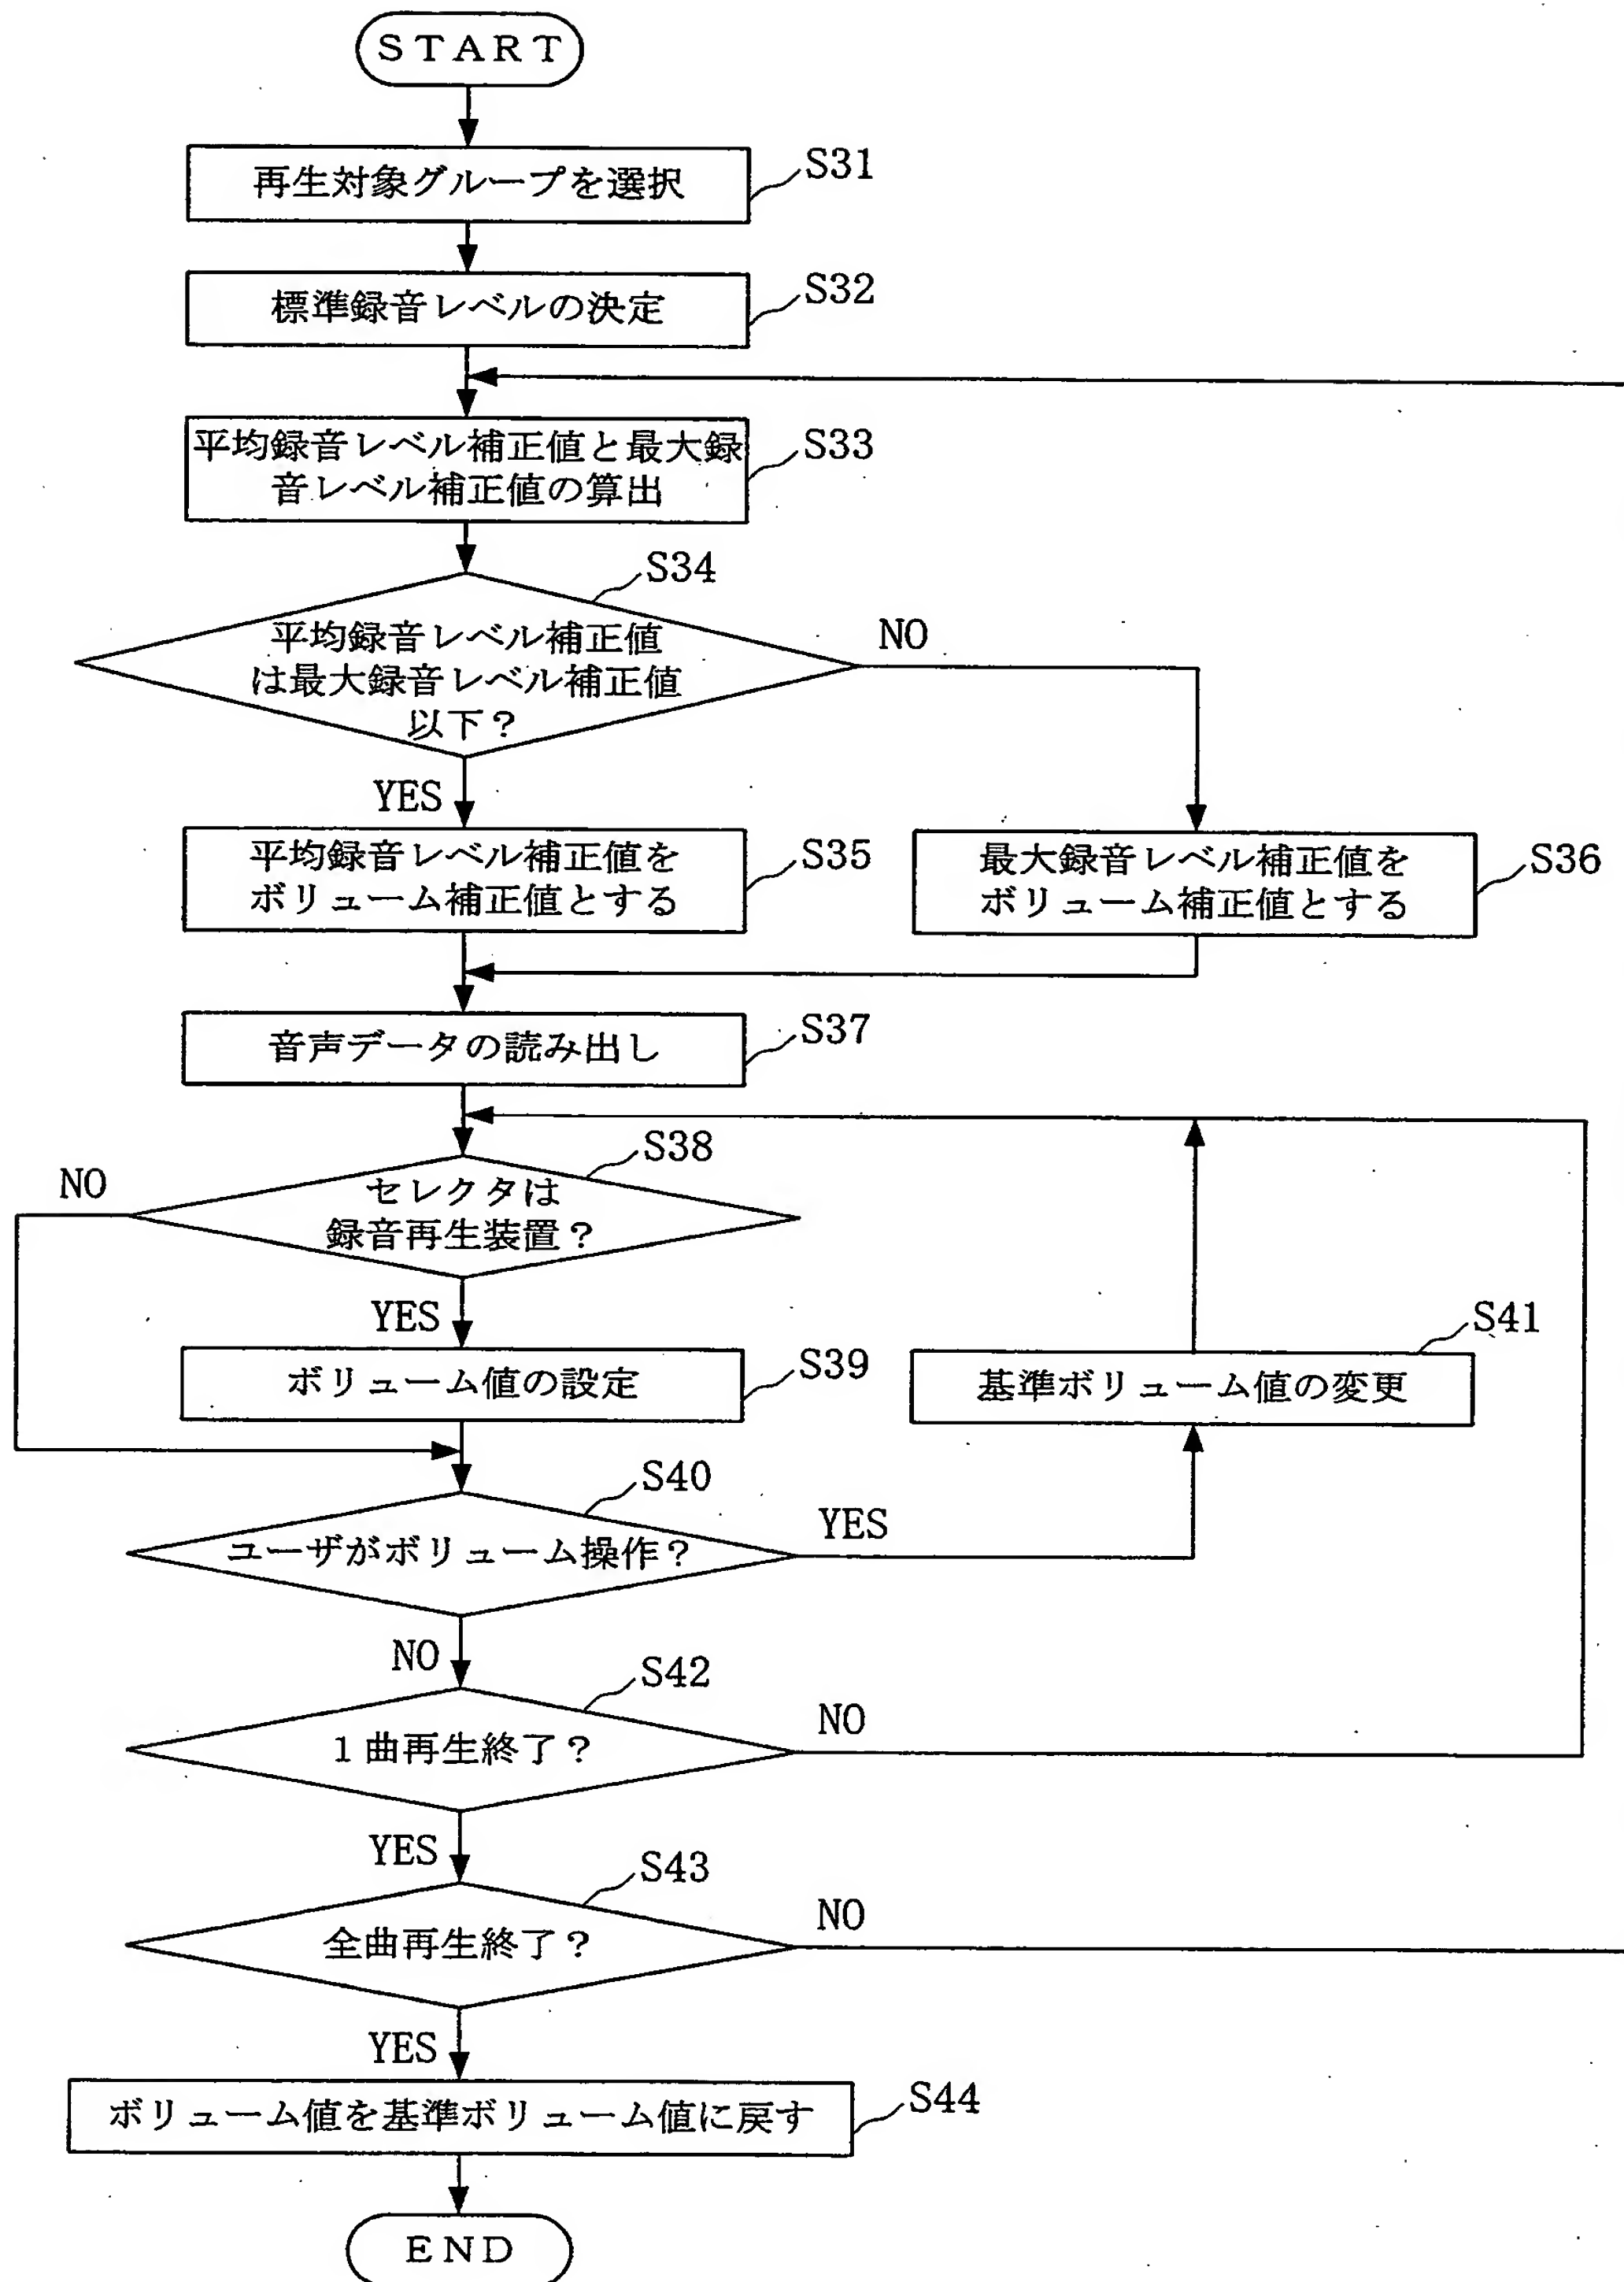 START
再生対象グループを選択
S31
標準録音レベルの決定
S32
平均録音レベル補正値と最大録
音レベル補正値の算出
S33
S34
平均録音レベル補正値
は最大録音レベル補正値
以下？
NO
YES
平均録音レベル補正値を
ボリューム補正値とする
S35
最大録音レベル補正値を
ボリューム補正値とする
S36
音声データの読み出し
S37
S38
NO
セレクタは
録音再生装置？
YES
ボリューム値の設定
S39
基準ボリューム値の変更
S41
S40
ユーザがボリューム操作？
YES
NO
S42
1曲再生終了？
NO
YES
S43
全曲再生終了？
NO
YES
ボリューム値を基準ボリューム値に戻す
S44
END